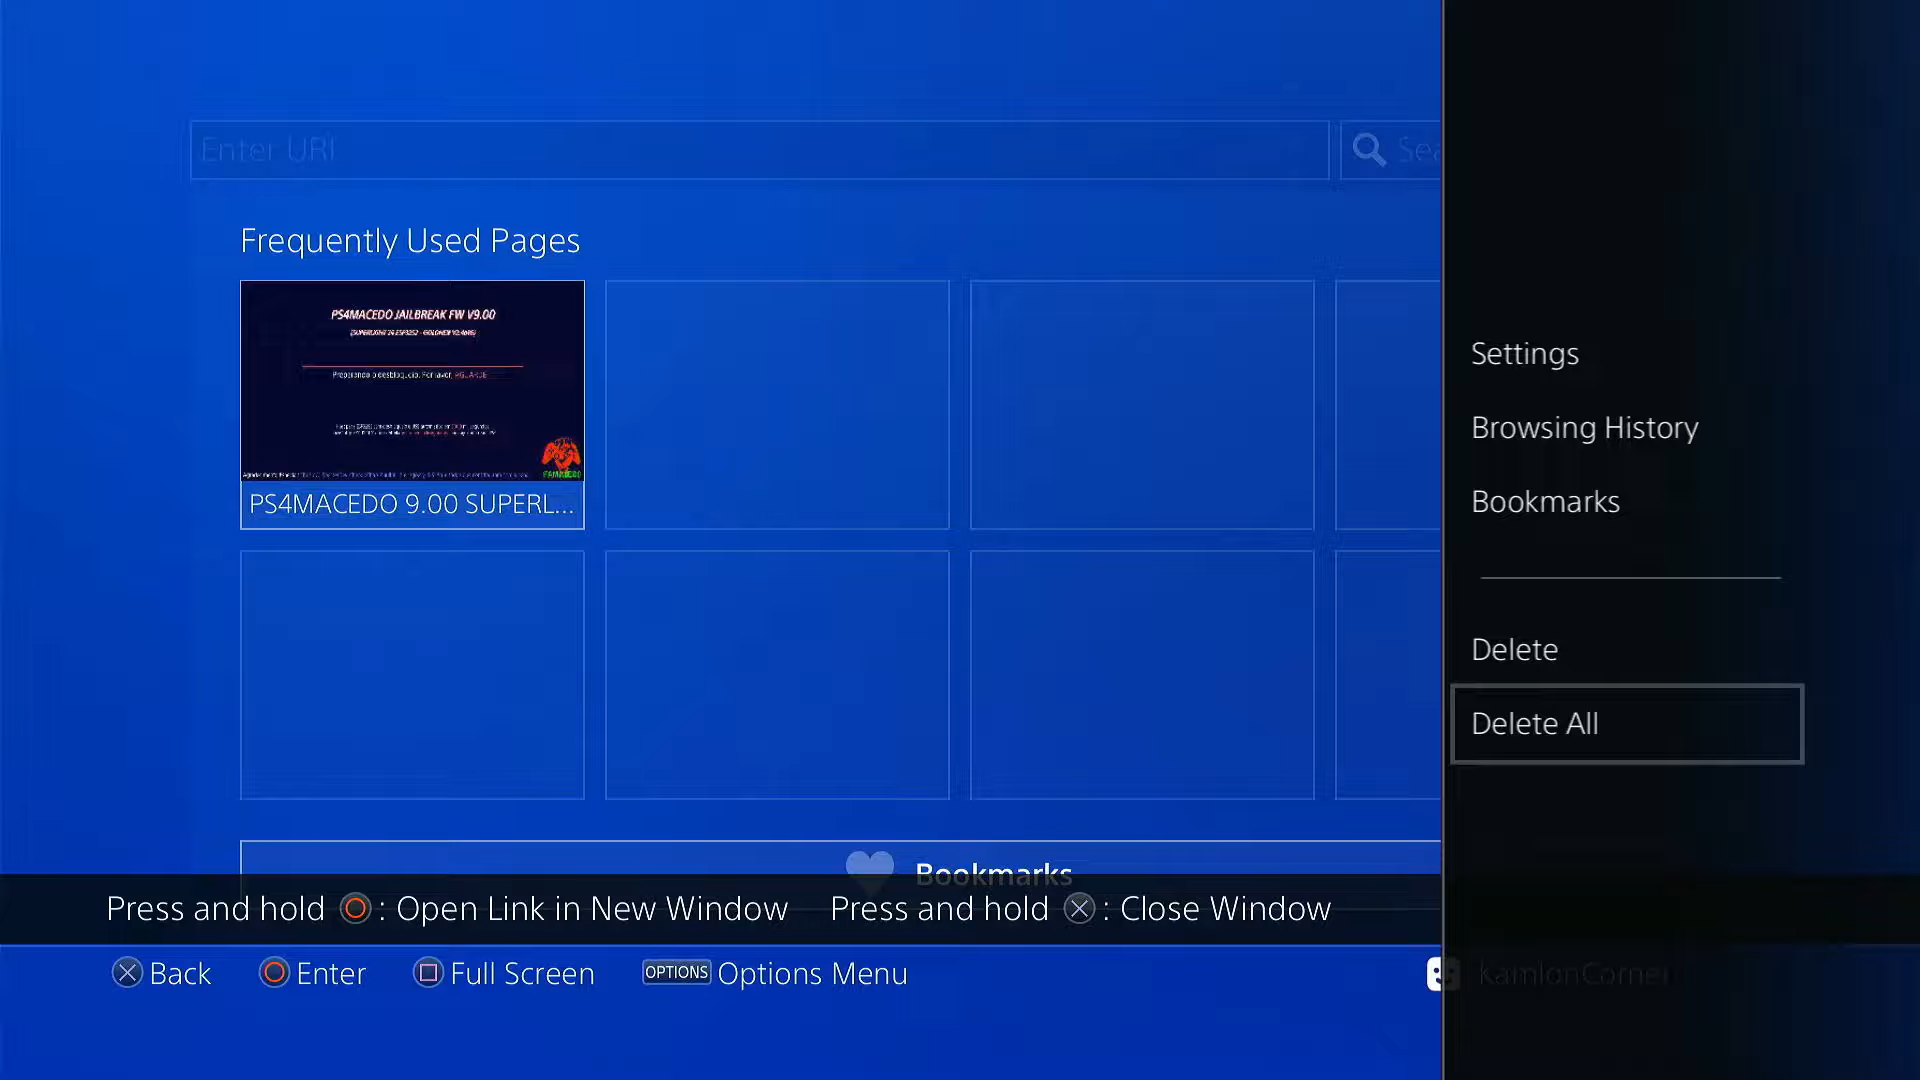 Enter URL
Sea
Frequently Used Pages
PS4MACEDO JAILBREAK FW V9.00
PS4MACEDO 9.00 SUPERL...
Bookmarks
Settings
Browsing History
Bookmarks
Delete
Delete All
Press and hold : Open Link in New Window Press and hold : Close Window
Back Enter Full Screen OPTIONS Options Menu
KamlonCorner